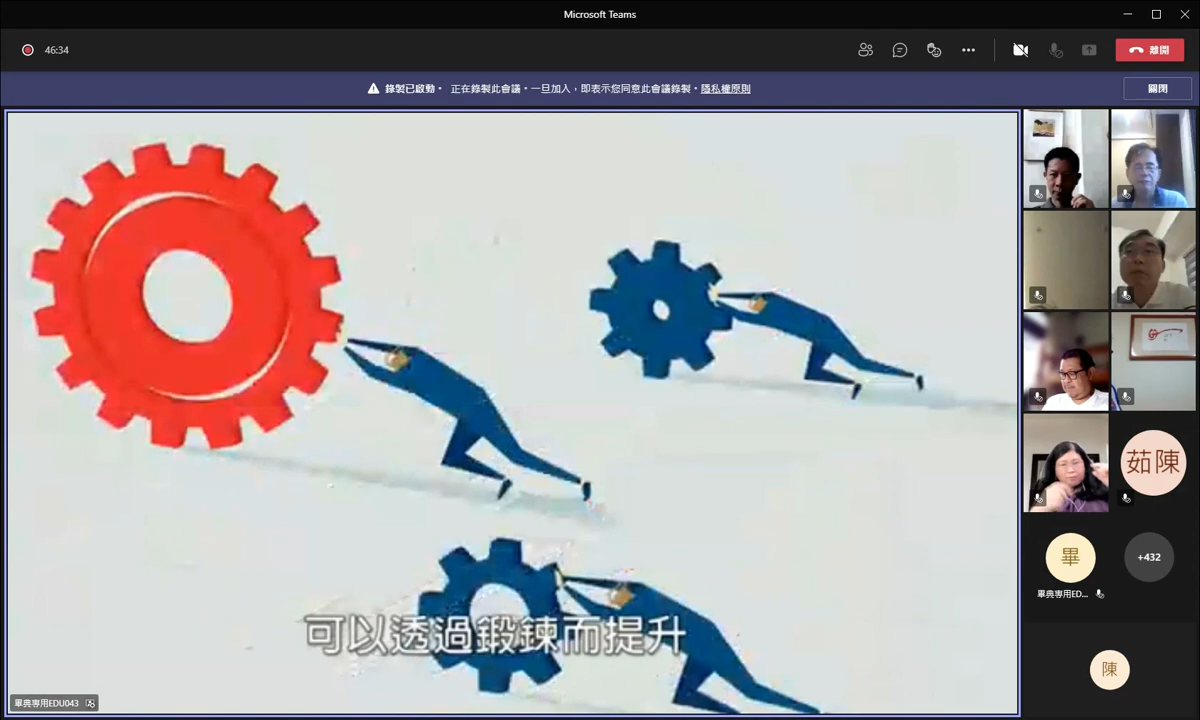 Microsoft Teams
46:34
離開
錄製已啟動。 正在錄製此會議。一旦加入，即表示您同意此會議錄製。隱私權原則
關閉
可以透過鍛鍊而提升
茹陳
畢
+432
畢典專用ED...
陳
畢典專用EDU043